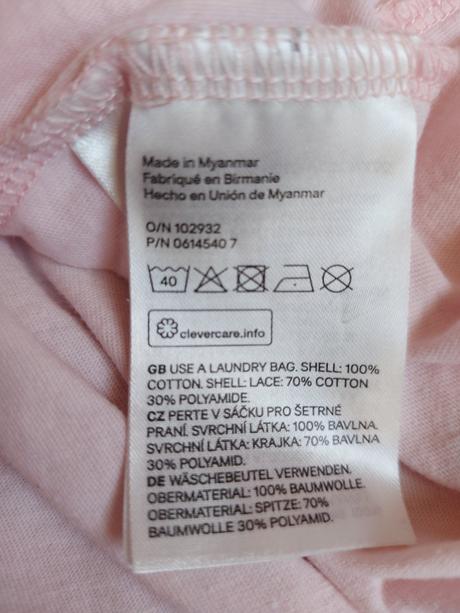 Made in Myanmar
Fabriqué en Birmanie
Hecho en Unión de Myanmar
O/N 102932
P/N 0614540 7
40
clevercare.info
GB USE A LAUNDRY BAG. SHELL: 100%
COTTON. SHELL: LACE: 70% COTTON
30% POLYAMIDE.
CZ PERTE V SÁČKU PRO ŠETRNÉ
PRANÍ. SVRCHNÍ LÁTKA: 100% BAVLNA.
SVRCHNÍ LÁTKA: KRAJKA: 70% BAVLNA
30% POLYAMID.
DE WÄSCHEBEUTEL VERWENDEN.
OBERMATERIAL: 100% BAUMWOLLE.
OBERMATERIAL: SPITZE: 70%
BAUMWOLLE 30% POLYAMID.